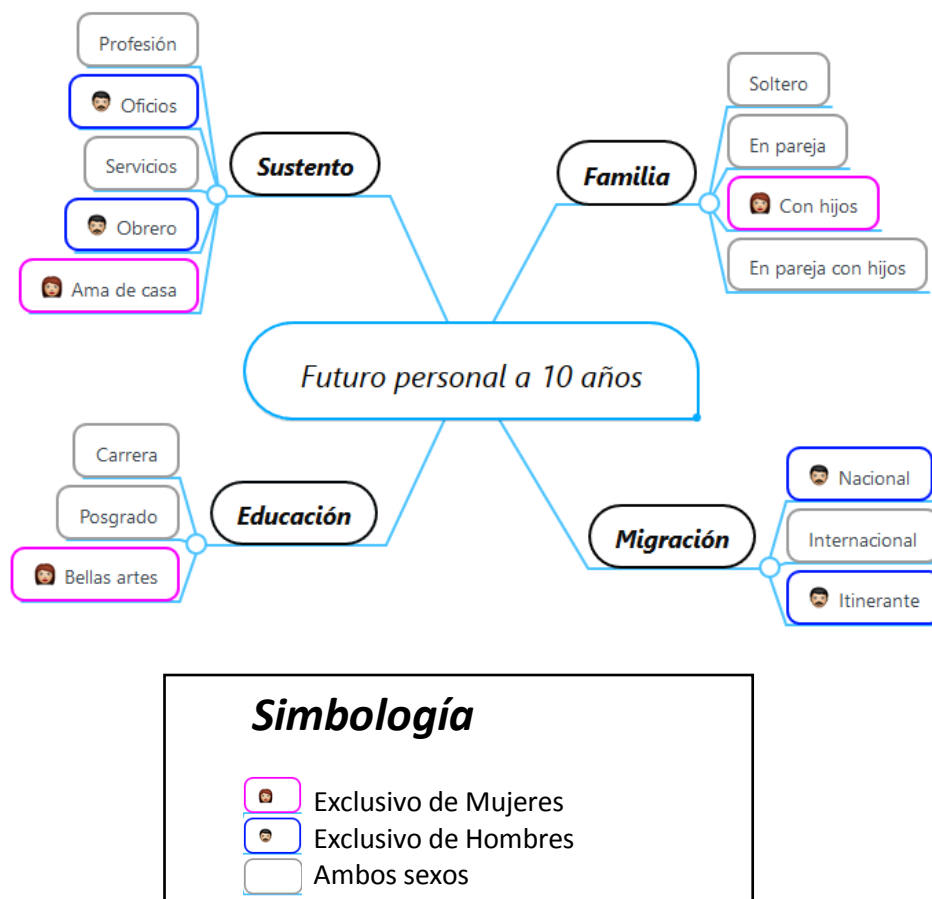 Sustento
Profesión
Oficios
Servicios
Obrero
Ama de casa
Familia
Soltero
En pareja
Con hijos
En pareja con hijos
Futuro personal a 10 años
Educación
Carrera
Posgrado
Bellas artes
Migración
Nacional
Internacional
Itinerante
Simbología
Exclusivo de Mujeres
Exclusivo de Hombres
Ambos sexos